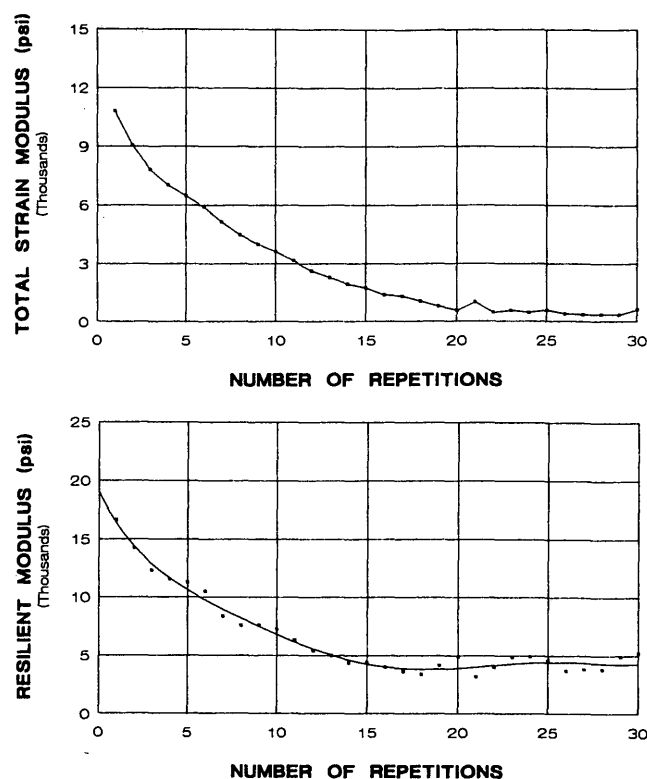 TOTAL STRAIN MODULUS (psi)
(Thousands)
15
12
9
6
3
0
0 5 10 15 20 25 30
NUMBER OF REPETITIONS
RESILIENT MODULUS (psi)
(Thousands)
25
20
15
10
5
0
0 5 10 15 20 25 30
NUMBER OF REPETITIONS